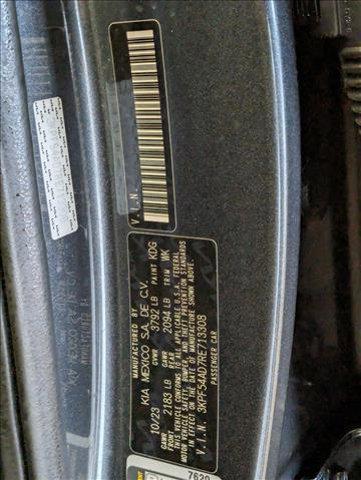 V.I.N.
MANUFACTURED BY
10/23 KIA MEXICO S.A. DE C.V.
GVWR 3792 LB PAINT KDG
GAWR FRONT 2183 LB GAWR REAR 2094 LB TRIM WK
THIS VEHICLE CONFORMS TO ALL APPLICABLE U.S.A. FEDERAL
MOTOR VEHICLE SAFETY, BUMPER, AND THEFT PREVENTION STANDARDS
IN EFFECT ON THE DATE OF MANUFACTURE SHOWN ABOVE.
V.I.N. 3KPF54AD7RE713308
PASSENGER CAR
7620